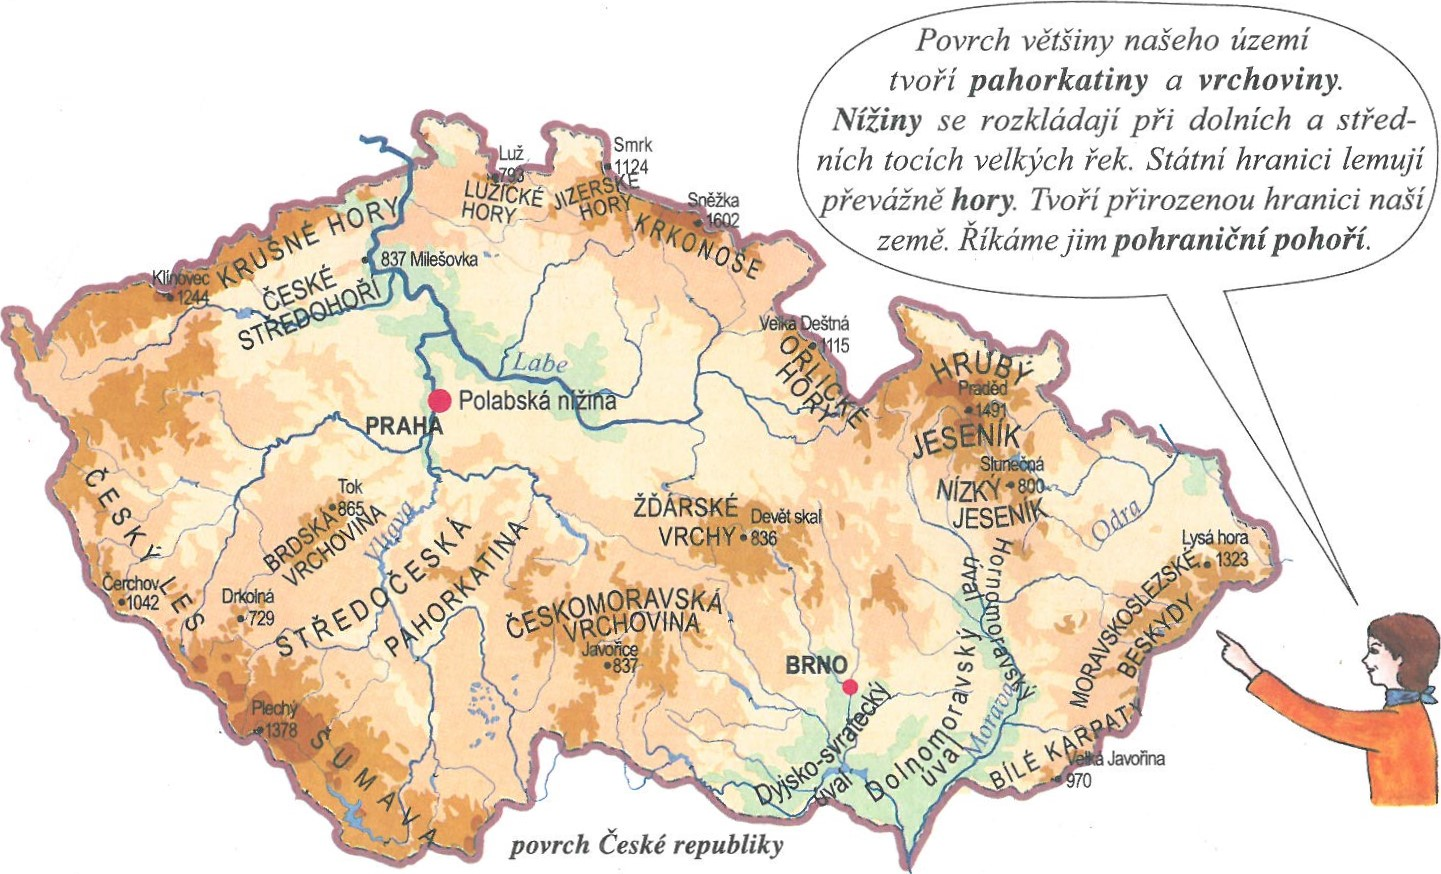 Povrch většiny našeho území
tvoří pahorkatiny a vrchoviny.
Nížiny se rozkládají při dolních a střed-
ních tocích velkých řek. Státní hranici lemují
převážně hory. Tvoří přirozenou hranici naší
země. Říkáme jim pohraniční pohoří.
Luž
793
LUŽICKÉ
HORY
Smrk
1124
JIZERSKÉ
HORY
Sněžka
1602
KRKONOŠE
KRUŠNÉ HORY
Klínovec
1244
837 Milešovka
ČESKÉ
STŘEDOHOŘÍ
Velká Deštná
1115
ORLICKÉ
HORY
Labe
Polabská nížina
PRAHA
HRUBÝ
Praděd
1491
JESENÍK
Slunečná
800
NÍZKÝ
JESENÍK
Odra
ČESKÝ LES
Čerchov
1042
Tok
865
BRDSKÁ
VRCHOVINA
Vltava
Drkolná
729
STŘEDOČESKÁ
PAHORKATINA
ŽĎÁRSKÉ
VRCHY
Devět skal
836
ČESKOMORAVSKÁ
VRCHOVINA
Javořice
837
BRNO
Lysá hora
1323
MORAVSKOSLEZSKÉ
BESKYDY
Hornomoravský
úval
Dolnomoravský
úval
Morava
Dyjsko-svratecký
úval
BÍLÉ KARPATY
Velká Javořina
970
Plechý
1378
ŠUMAVA
povrch České republiky